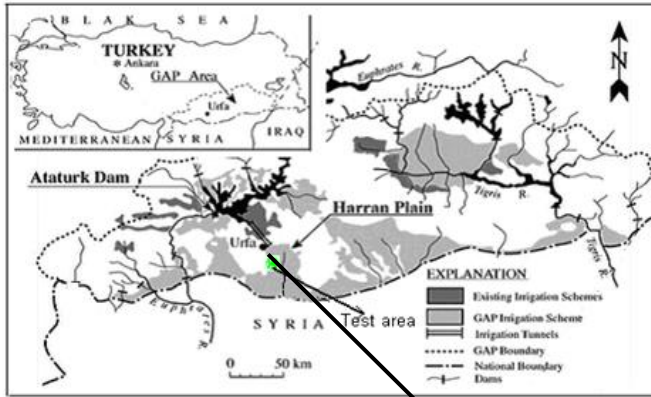 BLAK SEA
TURKEY
Ankara
GAP Area
Urfa
MEDITERRANEAN
SYRIA
IRAQ
Euphrates R.
N
Ataturk Dam
Tigris R.
Harran Plain
Urfa
Tigris R.
Euphrates R.
SYRIA
Test area
0 50 km
EXPLANATION
Existing Irrigation Schemes
GAP Irrigation Scheme
Irrigation Tunnels
GAP Boundary
National Boundary
Dams